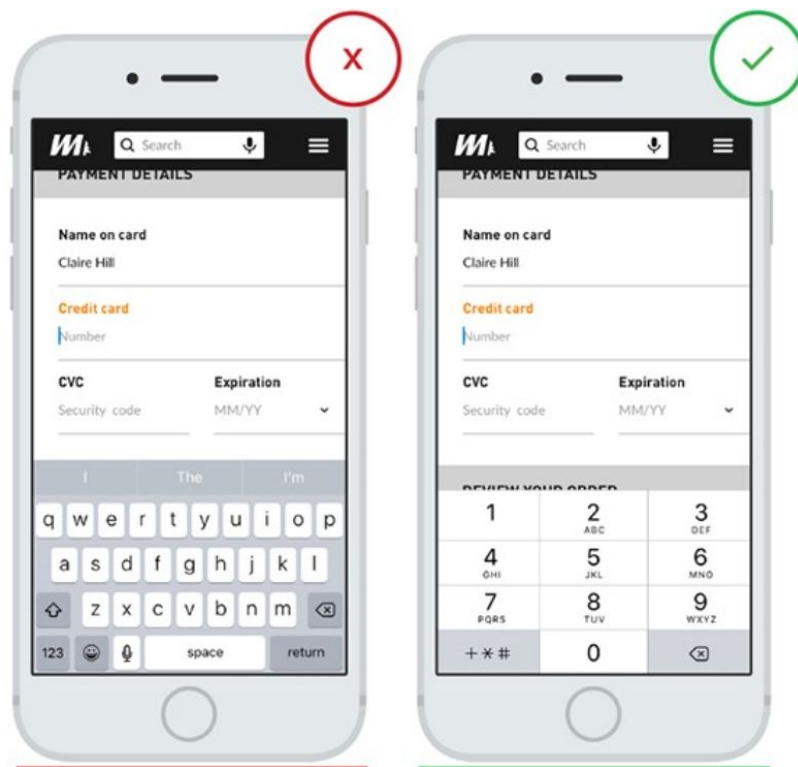 X
Search
PAYMENT DETAILS
Name on card
Claire Hill
Credit card
Number
CVC Expiration
Security code MM/YY
I The I'm
q w e r t y u i o p
a s d f g h j k l
z x c v b n m
123 space return
Search
PAYMENT DETAILS
Name on card
Claire Hill
Credit card
Number
CVC Expiration
Security code MM/YY
REVIEW YOUR ORDER
1 2 3
ABC DEF
4 5 6
GHI JKL MNO
7 8 9
PQRS TUV WXYZ
+*# 0